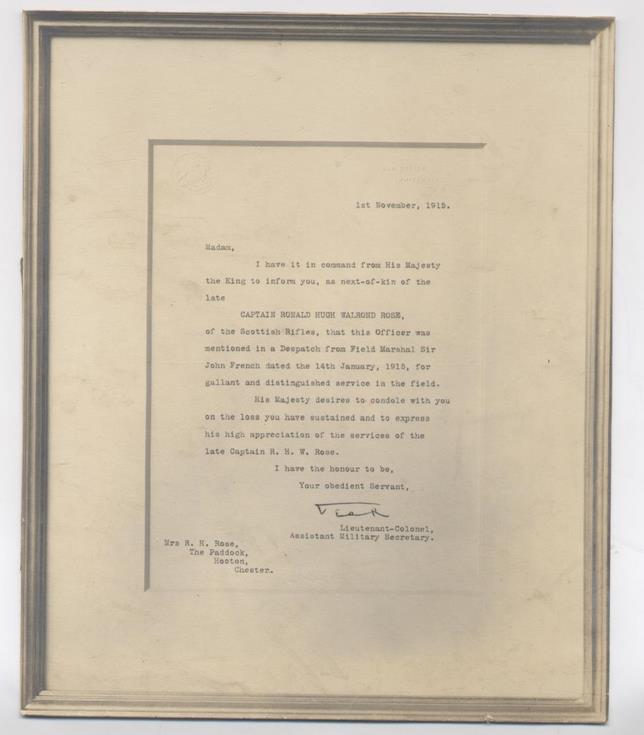 1st November, 1915.
Madam,
I have it in command from His Majesty
the King to inform you, as next-of-kin of the
late
CAPTAIN RONALD HUGH WALROND ROSE,
of the Scottish Rifles, that this Officer was
mentioned in a Despatch from Field Marshal Sir
John French dated the 14th January, 1915, for
gallant and distinguished service in the field.
His Majesty desires to condole with you
on the loss you have sustained and to express
his high appreciation of the services of the
late Captain R. H. W. Rose.
I have the honour to be,
Your obedient Servant,
Lieutenant-Colonel,
Assistant Military Secretary.
Mrs R. H. Rose,
The Paddock,
Hooton,
Chester.